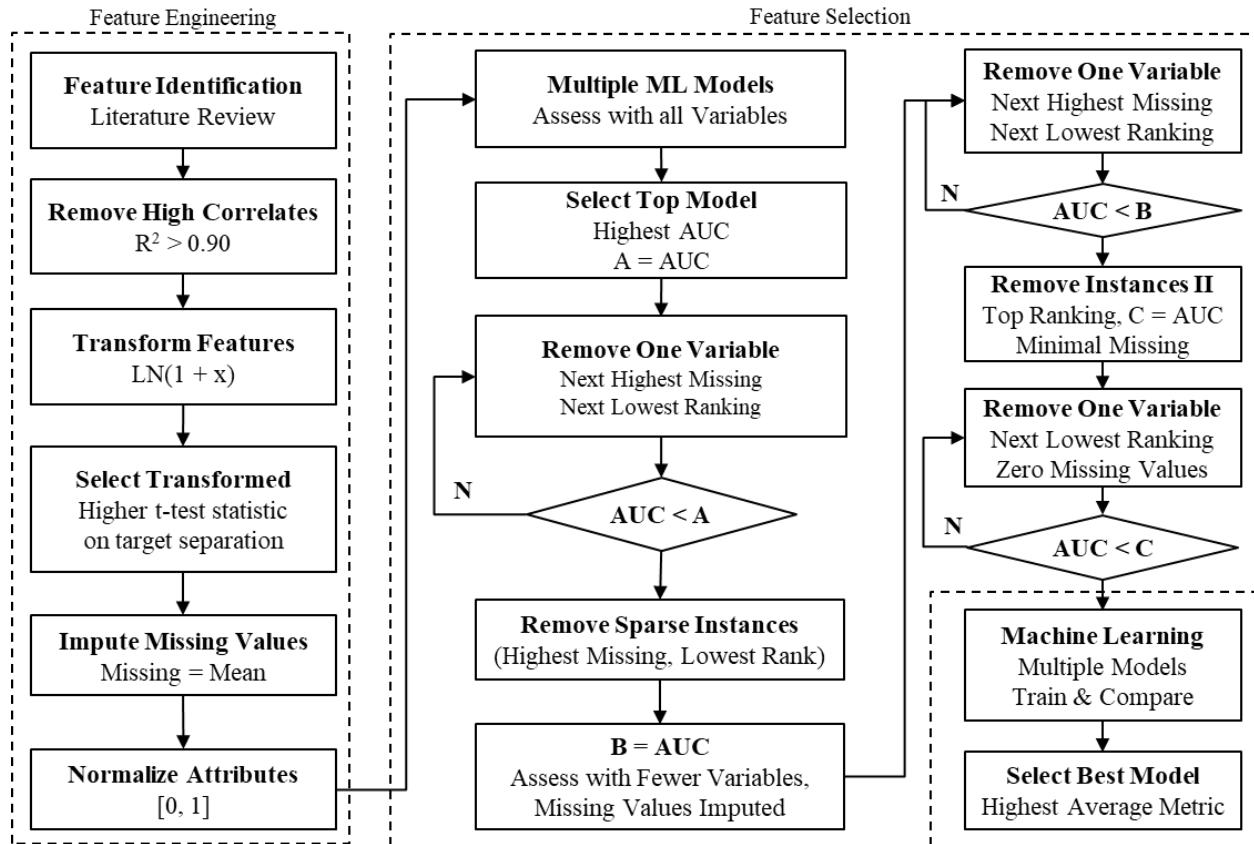 Feature Engineering
Feature Identification
Literature Review
Remove High Correlates
R² > 0.90
Transform Features
LN(1 + x)
Select Transformed
Higher t-test statistic
on target separation
Impute Missing Values
Missing = Mean
Normalize Attributes
[0, 1]
Feature Selection
Multiple ML Models
Assess with all Variables
Select Top Model
Highest AUC
A = AUC
Remove One Variable
Next Highest Missing
Next Lowest Ranking
N
AUC < A
Remove Sparse Instances
(Highest Missing, Lowest Rank)
B = AUC
Assess with Fewer Variables,
Missing Values Imputed
Remove One Variable
Next Highest Missing
Next Lowest Ranking
N
AUC < B
Remove Instances II
Top Ranking, C = AUC
Minimal Missing
Remove One Variable
Next Lowest Ranking
Zero Missing Values
N
AUC < C
Machine Learning
Multiple Models
Train & Compare
Select Best Model
Highest Average Metric